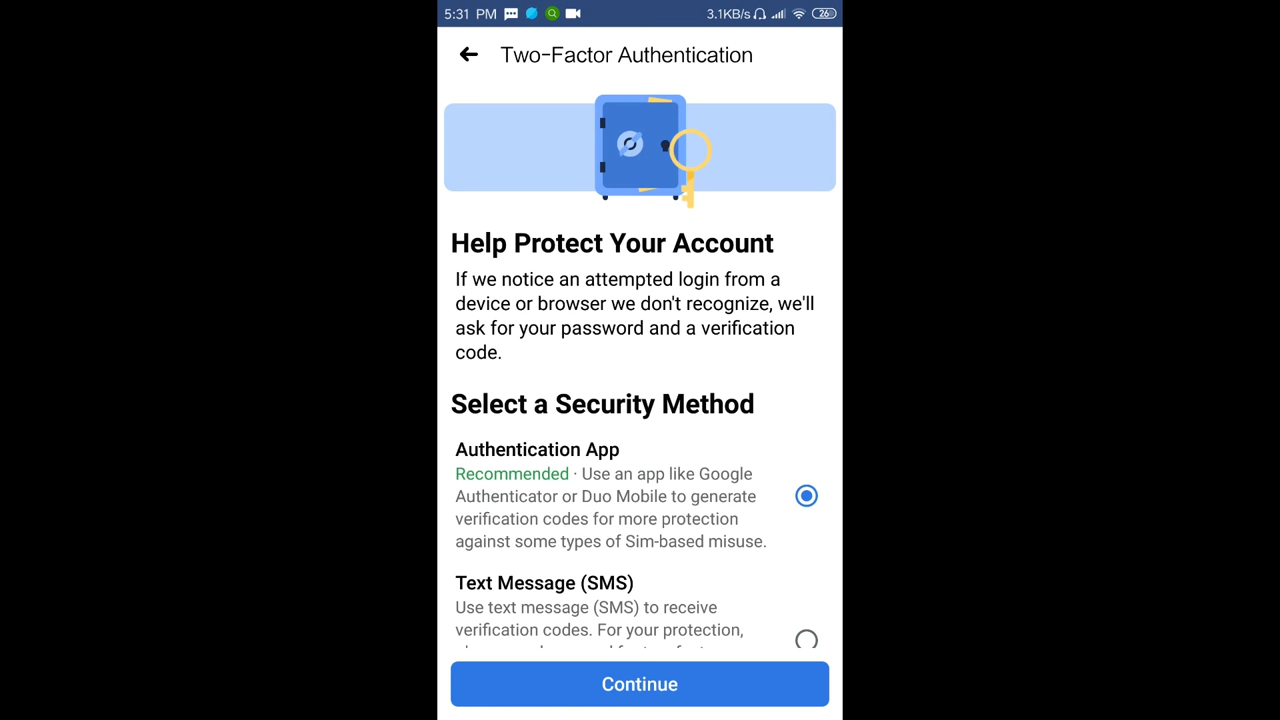 5:31 PM 3.1KB/s 26
Two-Factor Authentication
Help Protect Your Account
If we notice an attempted login from a
device or browser we don't recognize, we'll
ask for your password and a verification
code.
Select a Security Method
Authentication App
Recommended · Use an app like Google
Authenticator or Duo Mobile to generate
verification codes for more protection
against some types of Sim-based misuse.
Text Message (SMS)
Use text message (SMS) to receive
verification codes. For your protection,
Continue